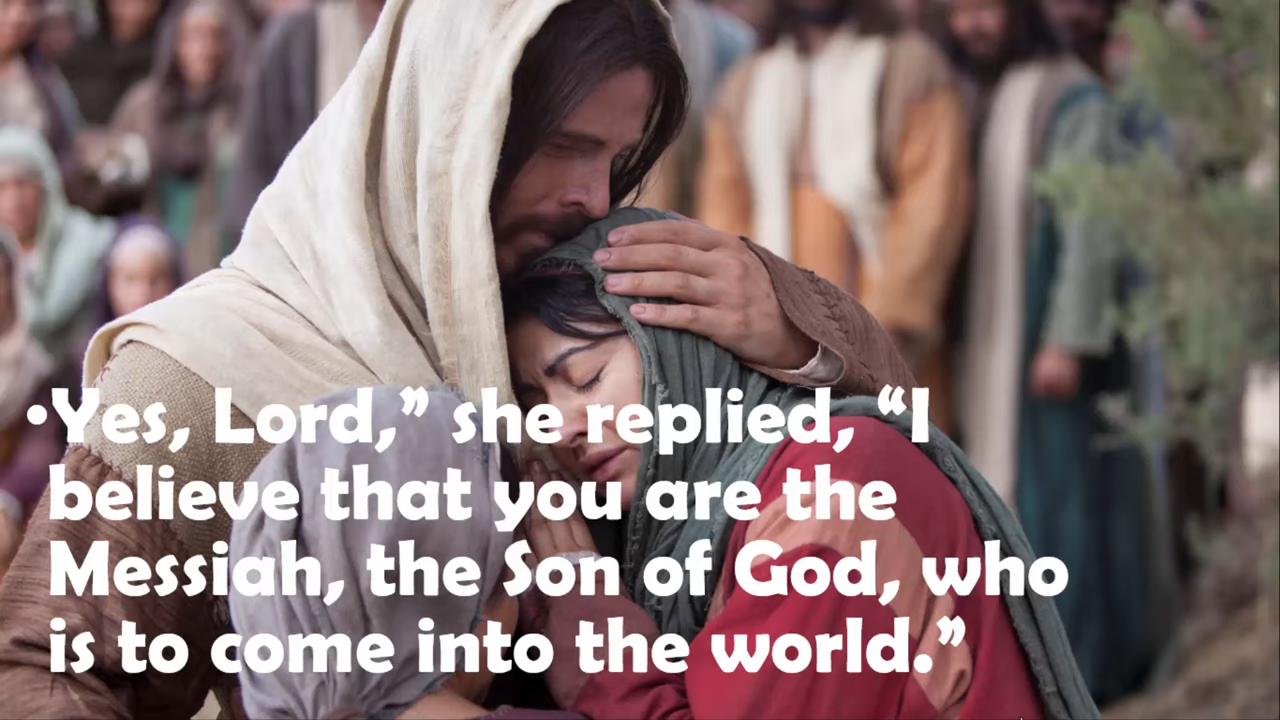 •Yes, Lord,” she replied, “I
believe that you are the
Messiah, the Son of God, who
is to come into the world.”